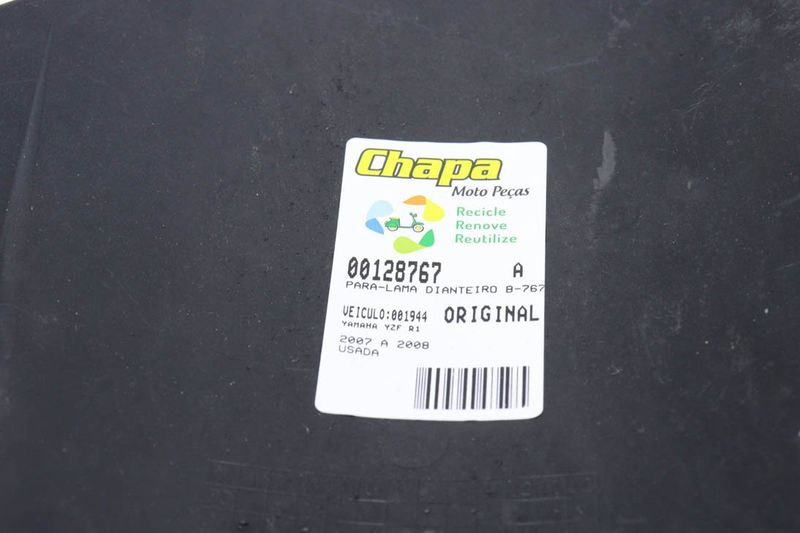 Chapa
Moto Peças
Recicle
Renove
Reutilize
00128767 A
PARA-LAMA DIANTEIRO B-767
VEICULO:001944 ORIGINAL
YAMAHA YZF R1
2007 A 2008
USADA